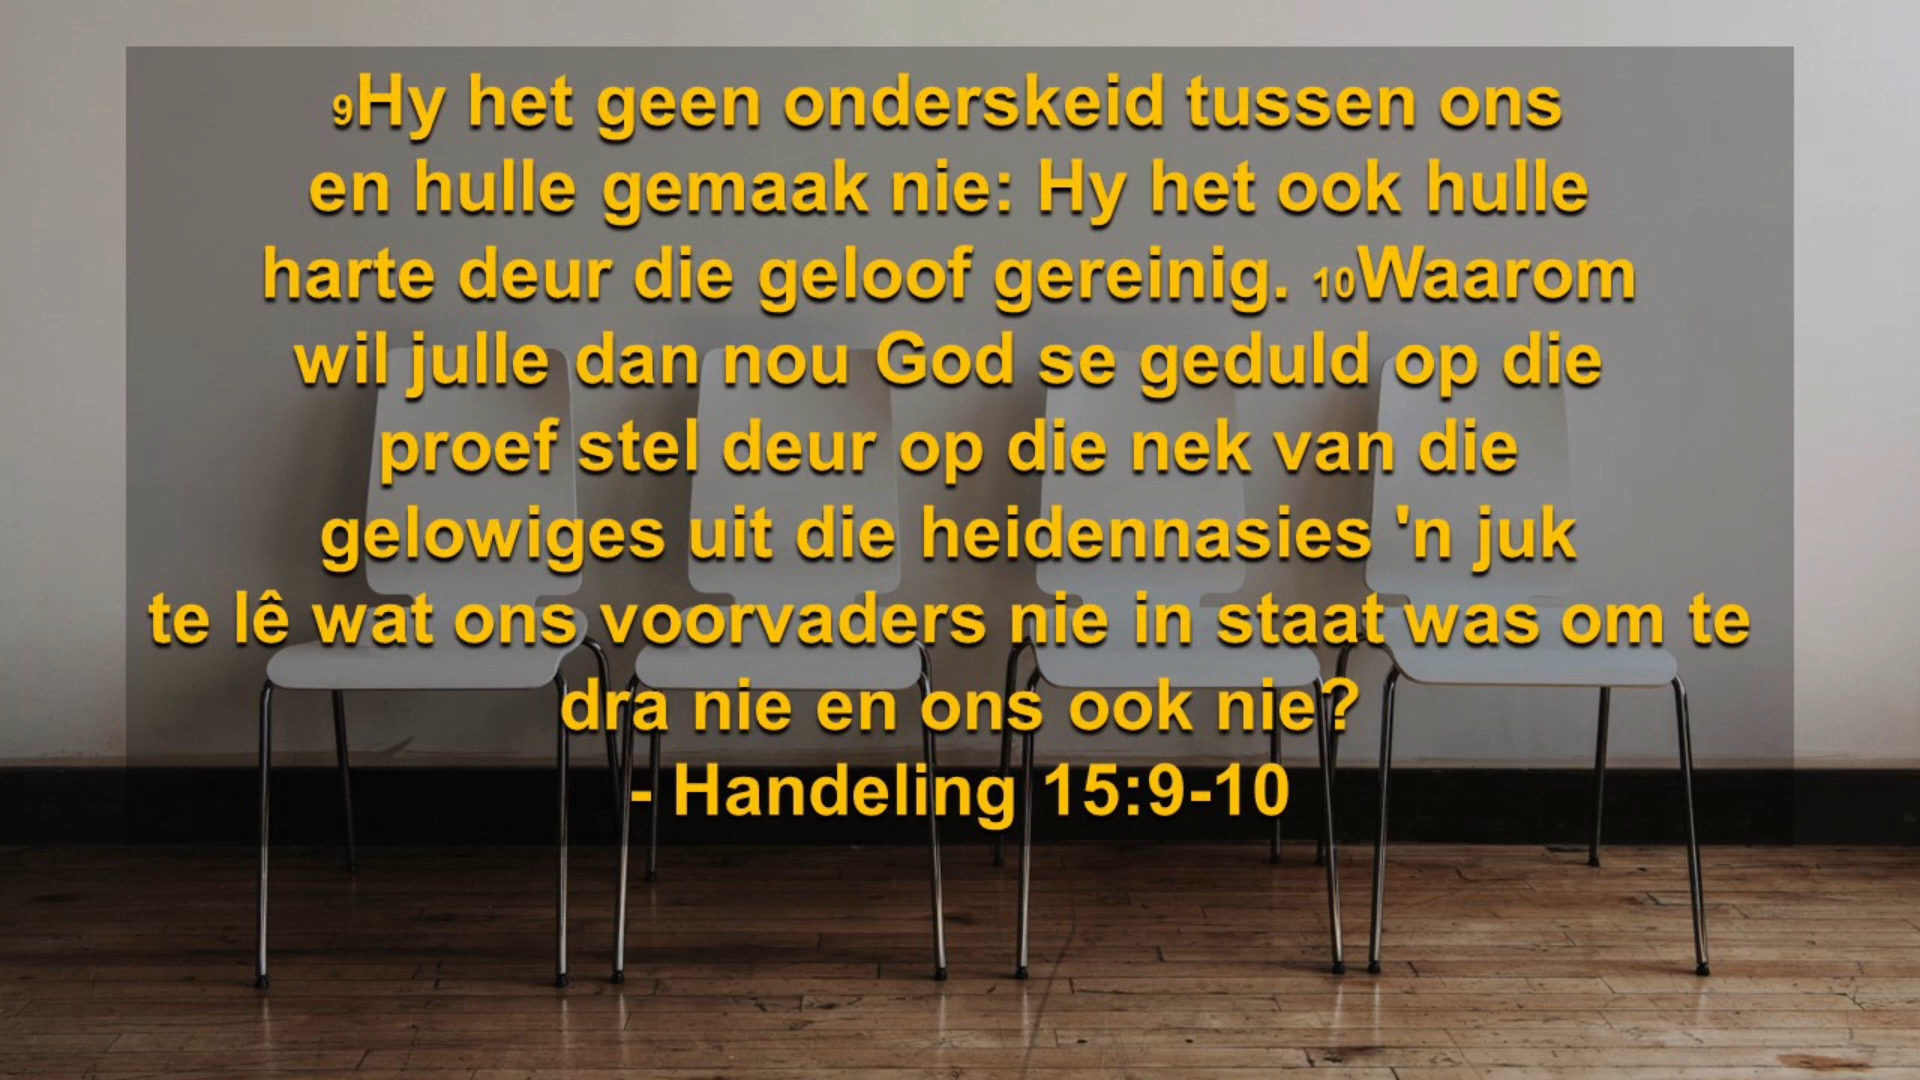 9Hy het geen onderskeid tussen ons
en hulle gemaak nie: Hy het ook hulle
harte deur die geloof gereinig. 10Waarom
wil julle dan nou God se geduld op die
proef stel deur op die nek van die
gelowiges uit die heidennasies 'n juk
te lê wat ons voorvaders nie in staat was om te
dra nie en ons ook nie?
- Handeling 15:9-10